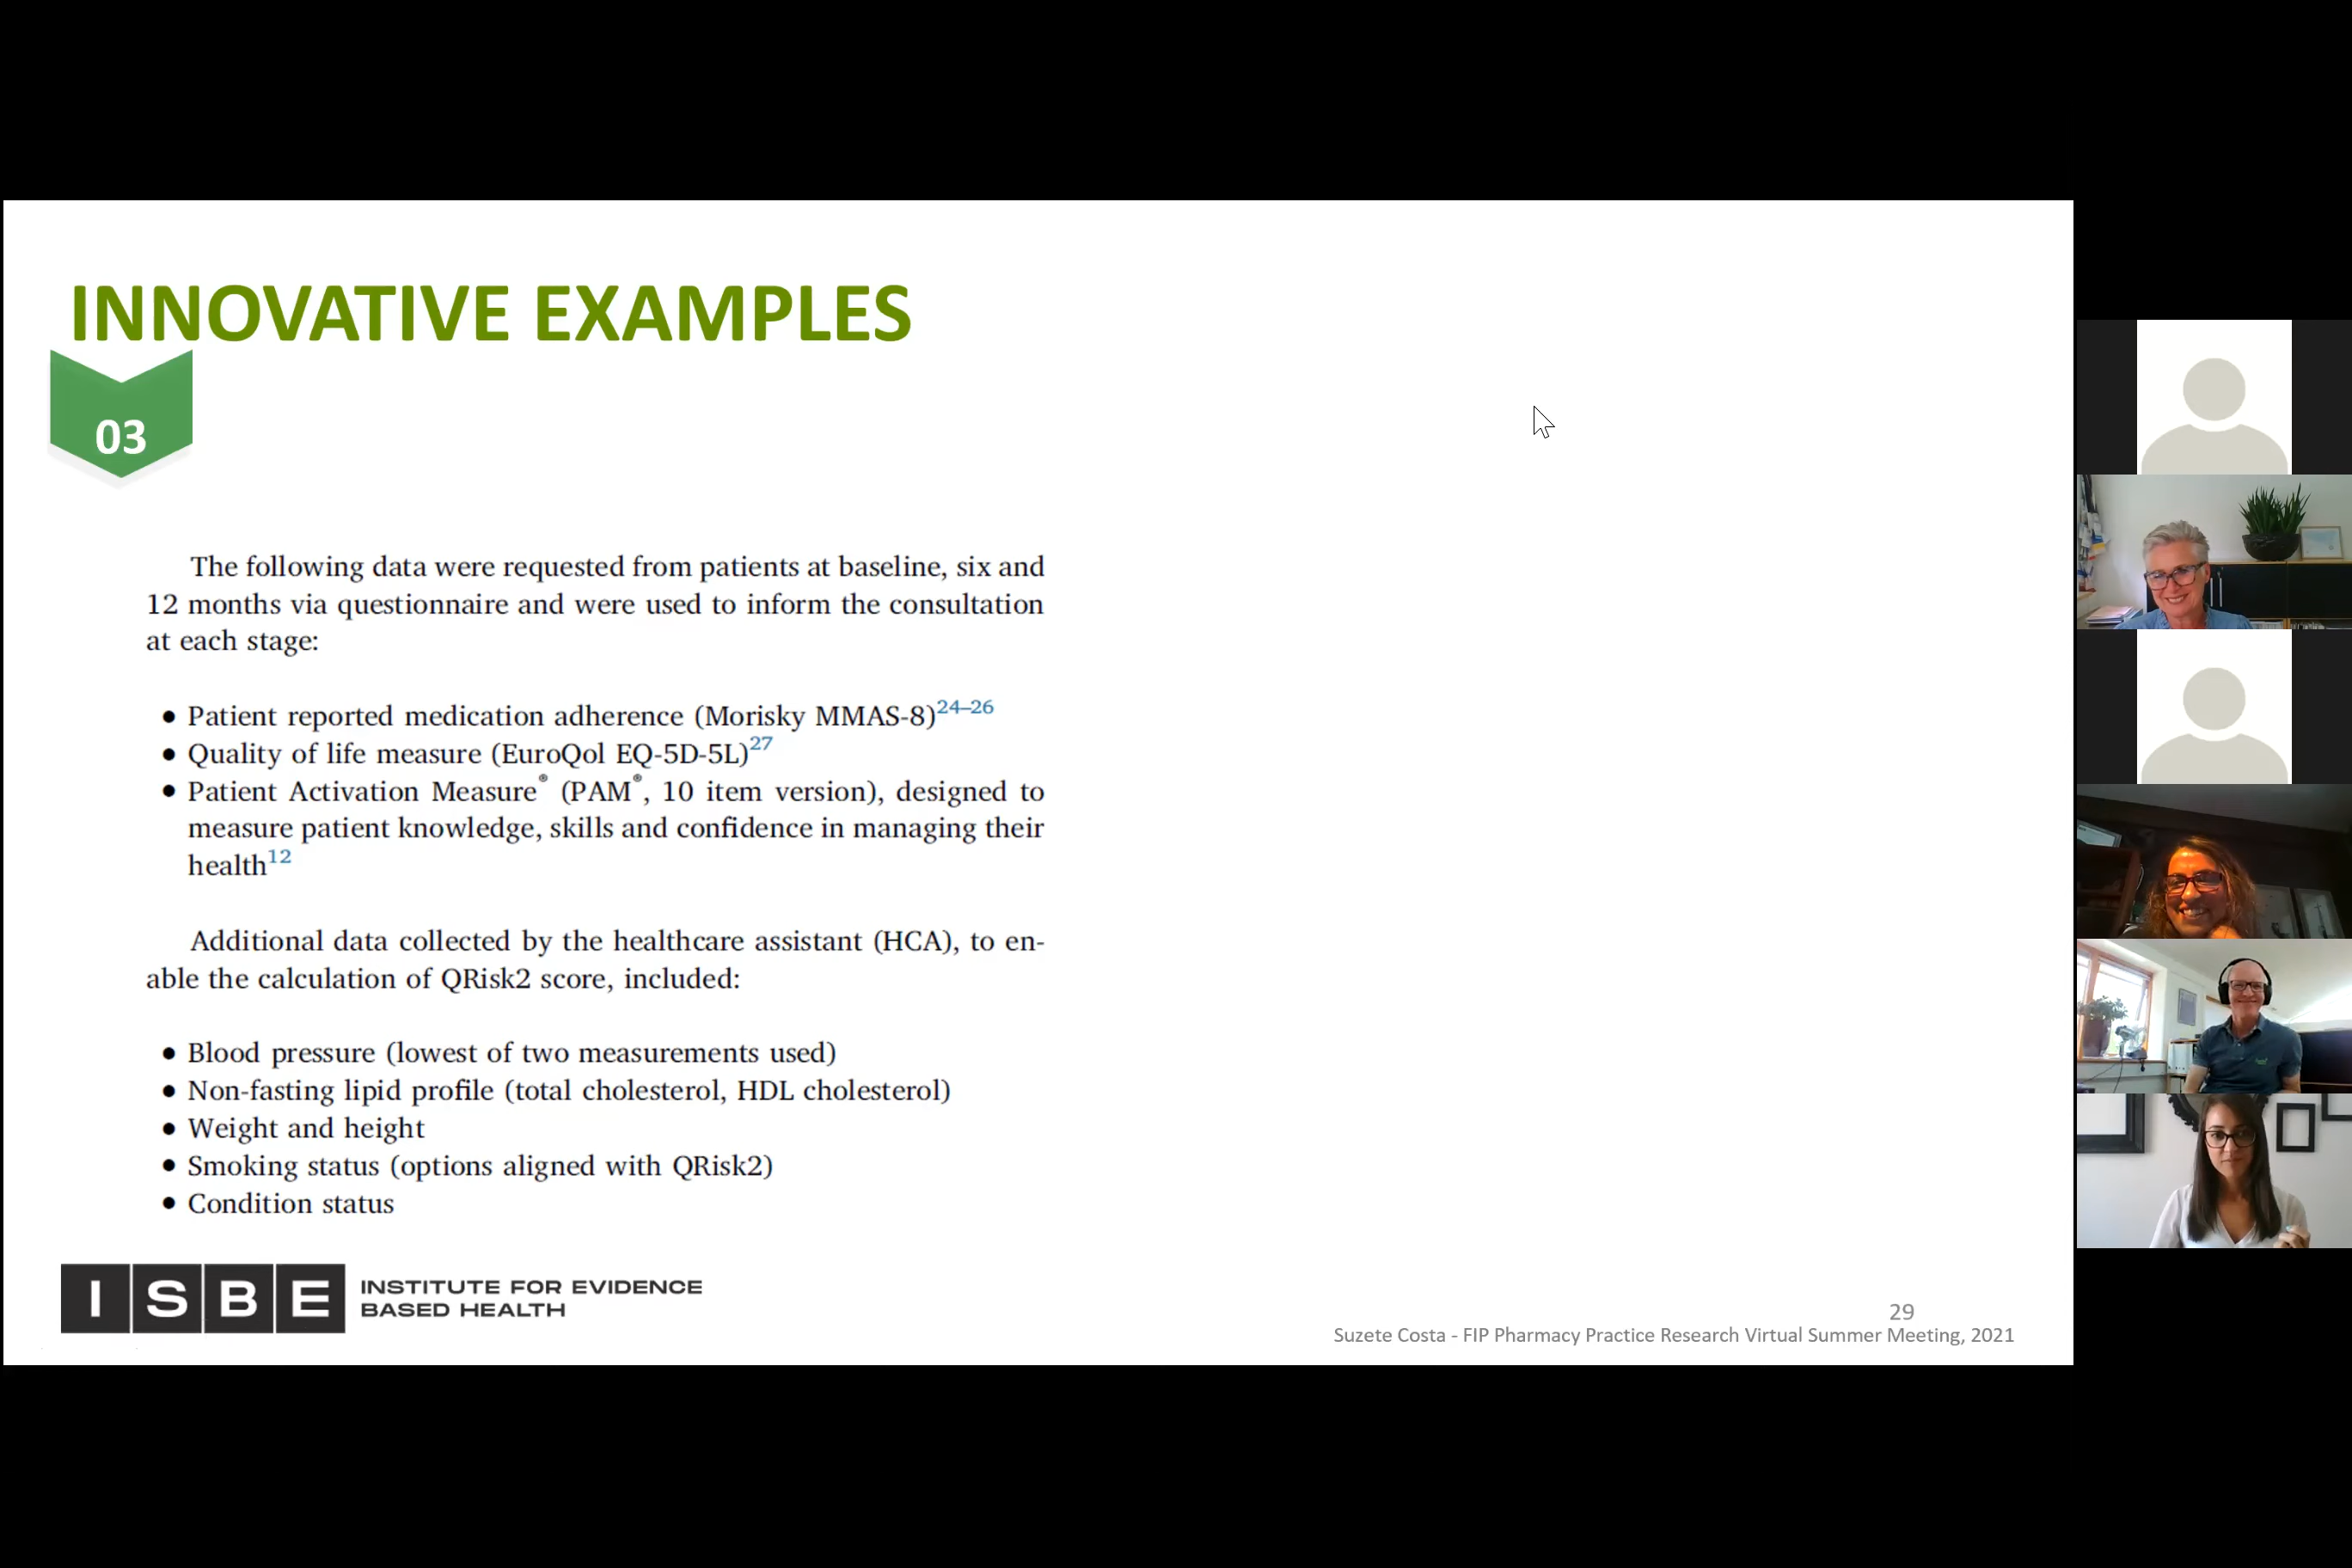 INNOVATIVE EXAMPLES
03
The following data were requested from patients at baseline, six and
12 months via questionnaire and were used to inform the consultation
at each stage:
● Patient reported medication adherence (Morisky MMAS-8)24–26
● Quality of life measure (EuroQol EQ-5D-5L)27
● Patient Activation Measure® (PAM®, 10 item version), designed to
measure patient knowledge, skills and confidence in managing their
health12
Additional data collected by the healthcare assistant (HCA), to en-
able the calculation of QRisk2 score, included:
● Blood pressure (lowest of two measurements used)
● Non-fasting lipid profile (total cholesterol, HDL cholesterol)
● Weight and height
● Smoking status (options aligned with QRisk2)
● Condition status
ISBE INSTITUTE FOR EVIDENCE
BASED HEALTH
29
Suzete Costa - FIP Pharmacy Practice Research Virtual Summer Meeting, 2021